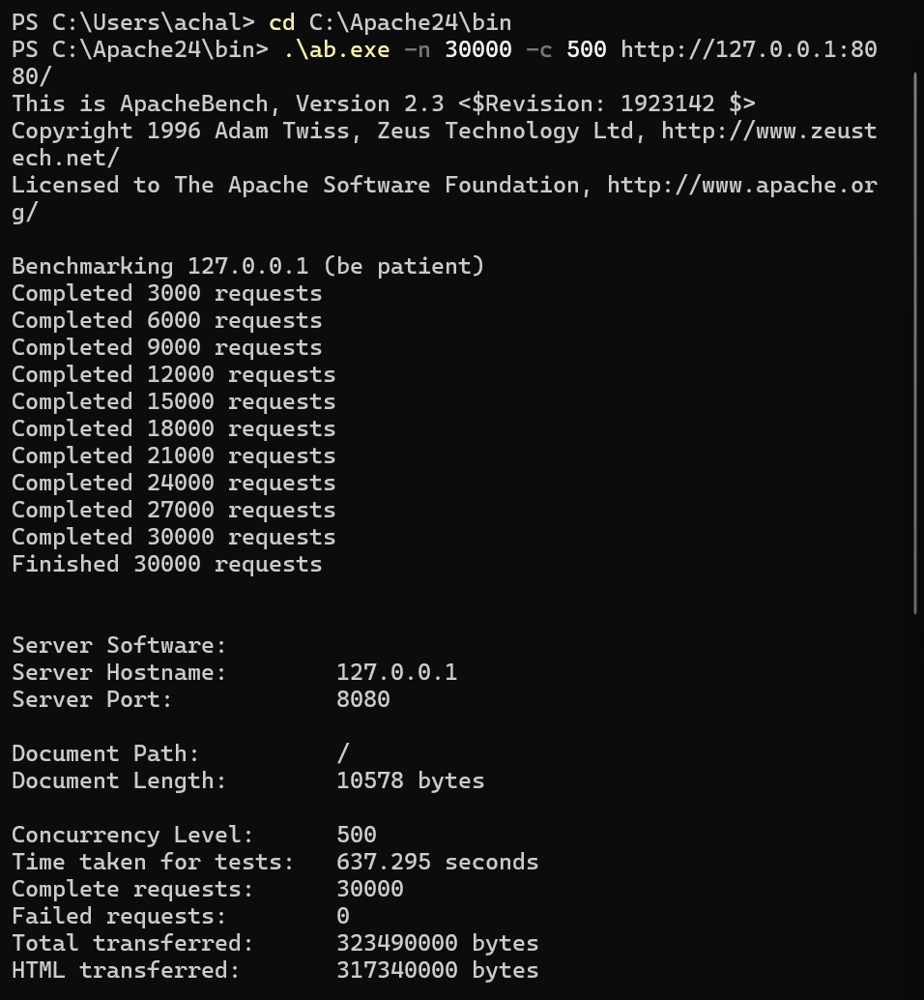 PS C:\Users\achal> cd C:\Apache24\bin
PS C:\Apache24\bin> .\ab.exe -n 30000 -c 500 http://127.0.0.1:80
80/
This is ApacheBench, Version 2.3 <$Revision: 1923142 $>
Copyright 1996 Adam Twiss, Zeus Technology Ltd, http://www.zeust
ech.net/
Licensed to The Apache Software Foundation, http://www.apache.or
g/

Benchmarking 127.0.0.1 (be patient)
Completed 3000 requests
Completed 6000 requests
Completed 9000 requests
Completed 12000 requests
Completed 15000 requests
Completed 18000 requests
Completed 21000 requests
Completed 24000 requests
Completed 27000 requests
Completed 30000 requests
Finished 30000 requests

Server Software:
Server Hostname:        127.0.0.1
Server Port:            8080

Document Path:          /
Document Length:        10578 bytes

Concurrency Level:      500
Time taken for tests:   637.295 seconds
Complete requests:      30000
Failed requests:        0
Total transferred:      323490000 bytes
HTML transferred:       317340000 bytes